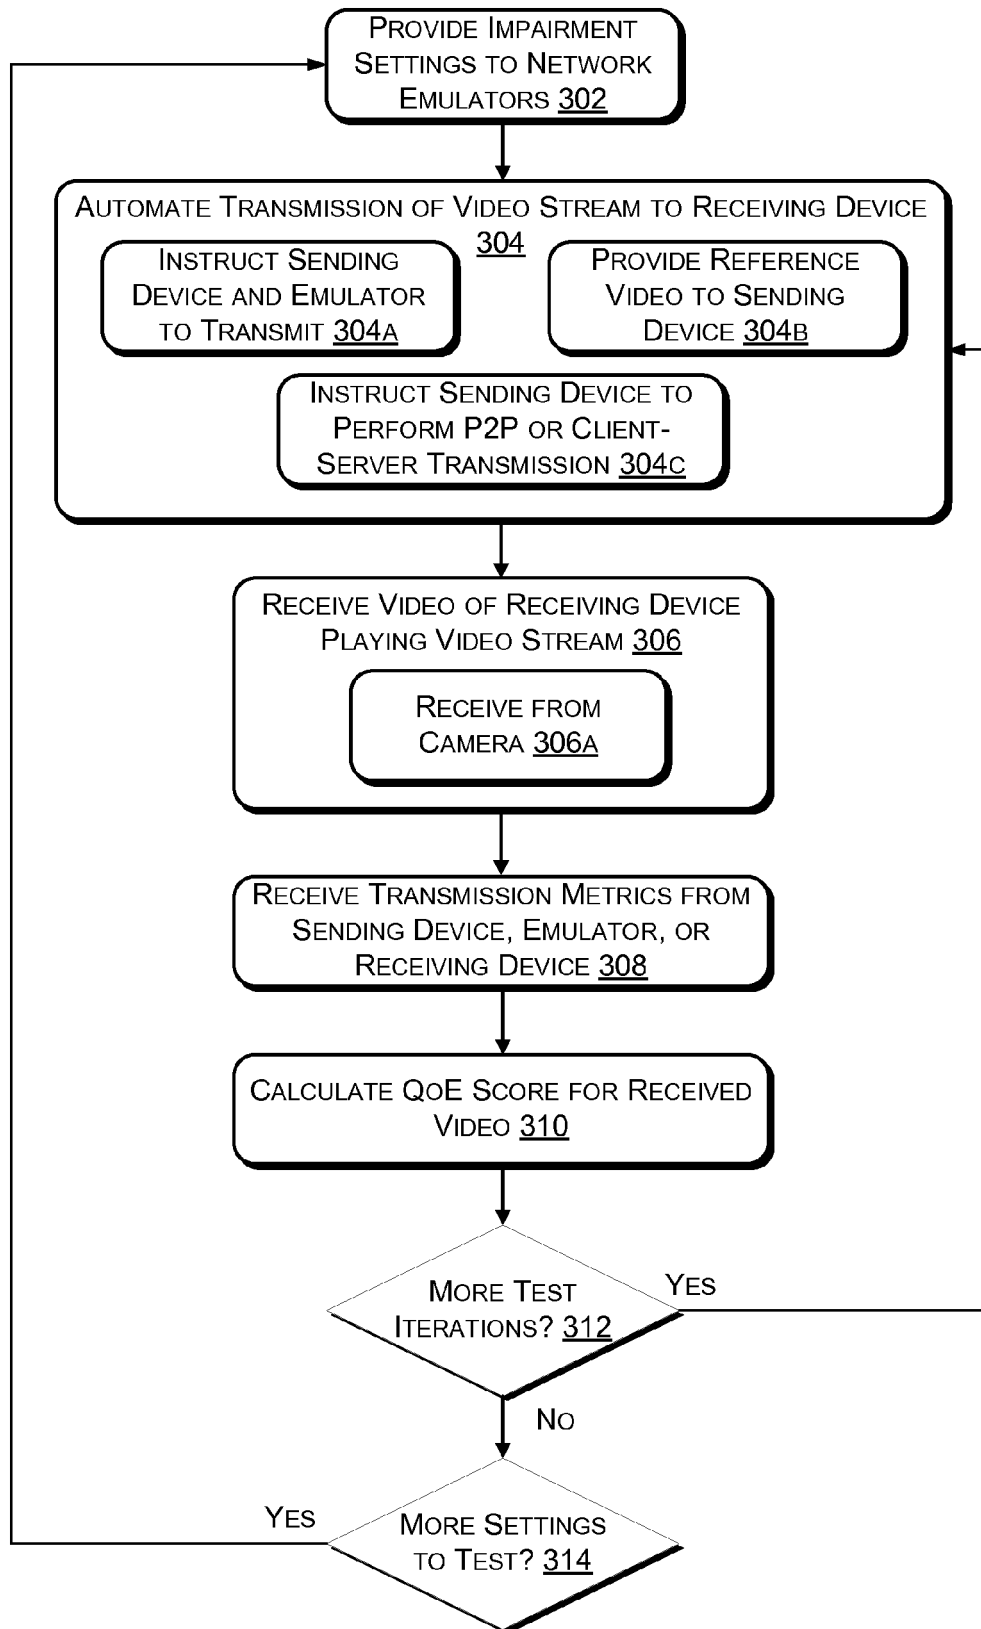 PROVIDE IMPAIRMENT
SETTINGS TO NETWORK
EMULATORS 302
AUTOMATE TRANSMISSION OF VIDEO STREAM TO RECEIVING DEVICE
304
INSTRUCT SENDING
DEVICE AND EMULATOR
TO TRANSMIT 304A
PROVIDE REFERENCE
VIDEO TO SENDING
DEVICE 304B
INSTRUCT SENDING DEVICE TO
PERFORM P2P OR CLIENT-
SERVER TRANSMISSION 304C
RECEIVE VIDEO OF RECEIVING DEVICE
PLAYING VIDEO STREAM 306
RECEIVE FROM
CAMERA 306A
RECEIVE TRANSMISSION METRICS FROM
SENDING DEVICE, EMULATOR, OR
RECEIVING DEVICE 308
CALCULATE QOE SCORE FOR RECEIVED
VIDEO 310
MORE TEST
ITERATIONS? 312
YES
NO
MORE SETTINGS
TO TEST? 314
YES